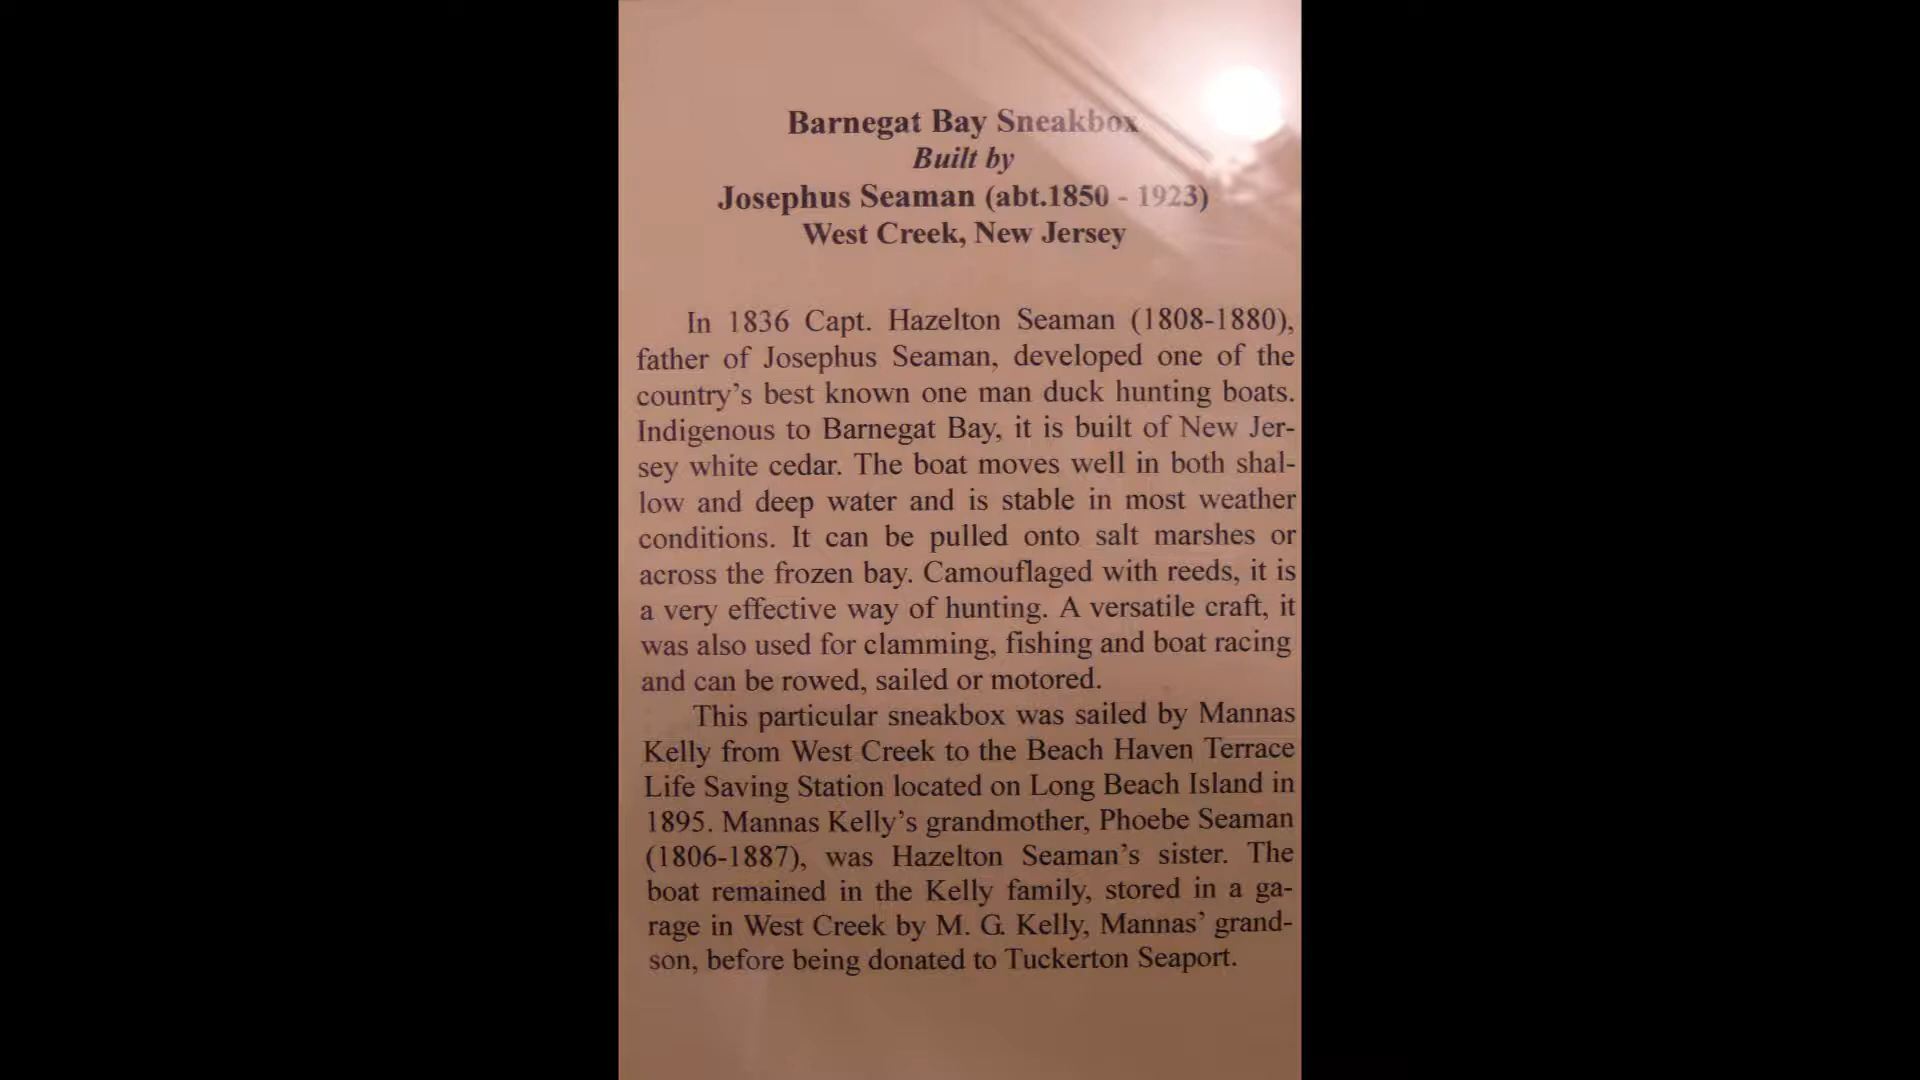 Barnegat Bay Sneakbox
Built by
Josephus Seaman (abt.1850 - 1923)
West Creek, New Jersey
In 1836 Capt. Hazelton Seaman (1808-1880),
father of Josephus Seaman, developed one of the
country's best known one man duck hunting boats.
Indigenous to Barnegat Bay, it is built of New Jer-
sey white cedar. The boat moves well in both shal-
low and deep water and is stable in most weather
conditions. It can be pulled onto salt marshes or
across the frozen bay. Camouflaged with reeds, it is
a very effective way of hunting. A versatile craft, it
was also used for clamming, fishing and boat racing
and can be rowed, sailed or motored.
This particular sneakbox was sailed by Mannas
Kelly from West Creek to the Beach Haven Terrace
Life Saving Station located on Long Beach Island in
1895. Mannas Kelly's grandmother, Phoebe Seaman
(1806-1887), was Hazelton Seaman's sister. The
boat remained in the Kelly family, stored in a ga-
rage in West Creek by M. G. Kelly, Mannas' grand-
son, before being donated to Tuckerton Seaport.